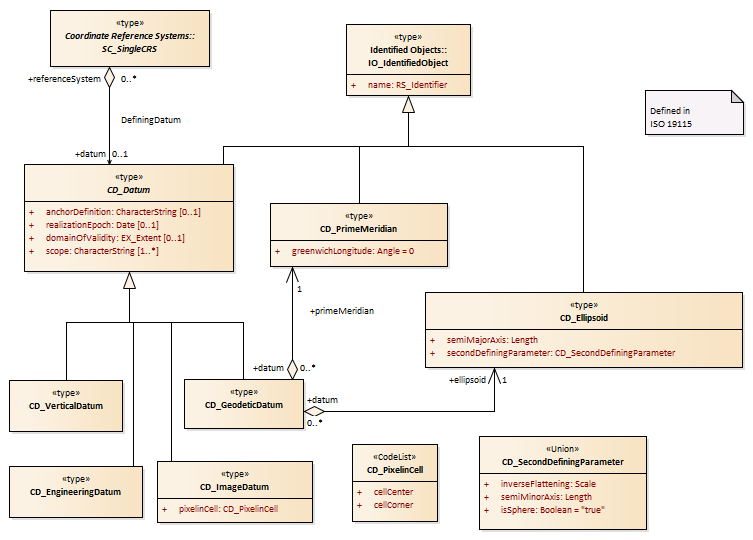 «type»
Coordinate Reference Systems::
SC_SingleCRS
«type»
Identified Objects::
IO_IdentifiedObject
+ name: RS_Identifier
Defined in
ISO 19115
+referenceSystem 0..*
DefiningDatum
+datum 0..1
«type»
CD_Datum
+ anchorDefinition: CharacterString [0..1]
+ realizationEpoch: Date [0..1]
+ domainOfValidity: EX_Extent [0..1]
+ scope: CharacterString [1..*]
«type»
CD_PrimeMeridian
+ greenwichLongitude: Angle = 0
1
+primeMeridian
+datum 0..*
«type»
CD_Ellipsoid
+ semiMajorAxis: Length
+ secondDefiningParameter: CD_SecondDefiningParameter
+ellipsoid 1
«type»
CD_VerticalDatum
«type»
CD_GeodeticDatum
+datum
0..*
«type»
CD_EngineeringDatum
«type»
CD_ImageDatum
+ pixelinCell: CD_PixelinCell
«CodeList»
CD_PixelinCell
+ cellCenter
+ cellCorner
«Union»
CD_SecondDefiningParameter
+ inverseFlattening: Scale
+ semiMinorAxis: Length
+ isSphere: Boolean = "true"